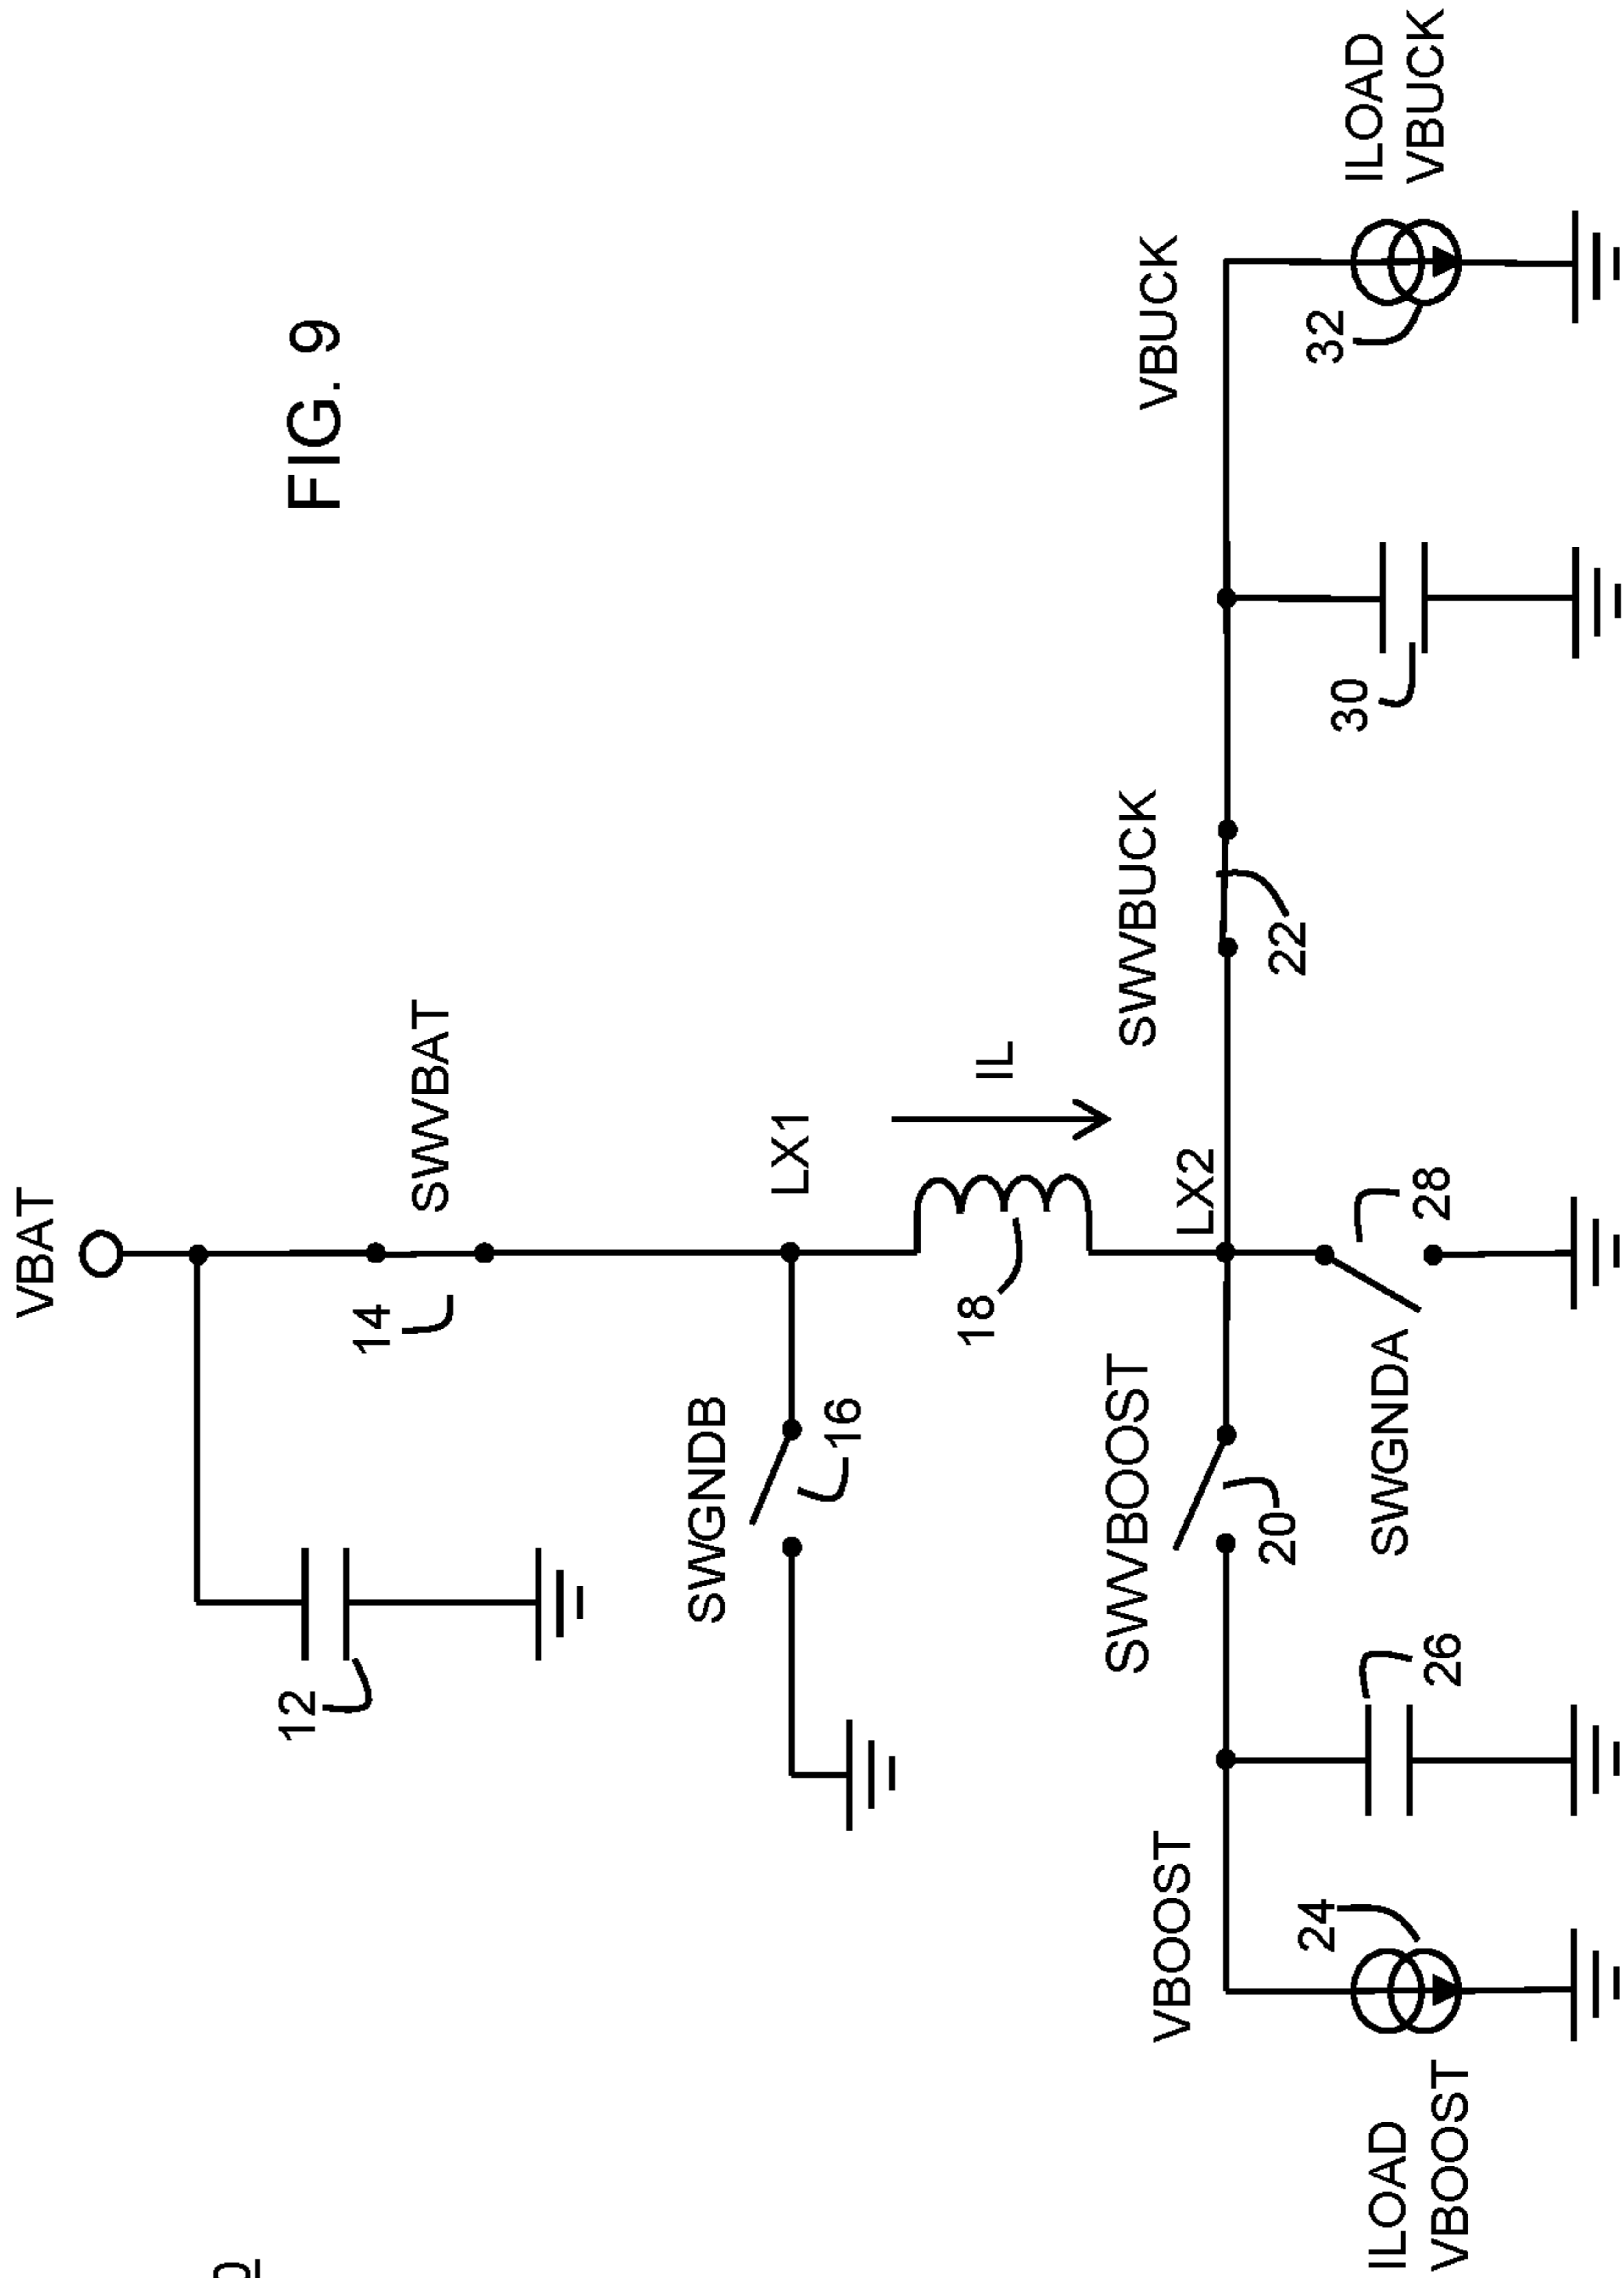 FIG. 9
VBAT
12
14
SWVBAT
SWGNDB
16
LX1
18
IL
VBOOST
SWVBOOST
20
LX2
SWVBUCK
22
VBUCK
ILOAD
VBOOST
24
26
SWGNDA
28
30
32
ILOAD
VBUCK